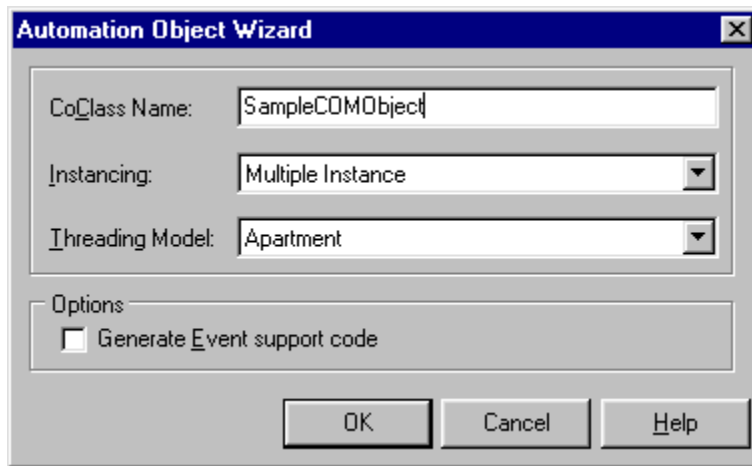 Automation Object Wizard
CoClass Name: SampleCOMObject
Instancing: Multiple Instance
Threading Model: Apartment
Options
Generate Event support code
OK Cancel Help